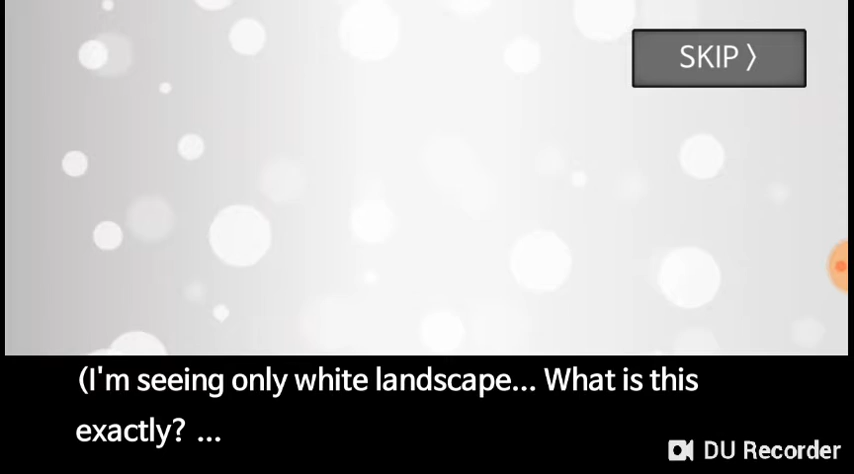 SKIP 〉
(I'm seeing only white landscape... What is this
exactly? ...
DU Recorder